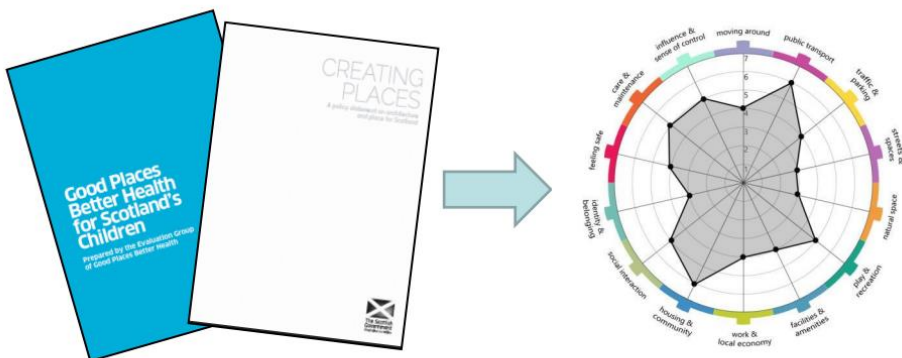 Good Places
Better Health
for Scotland's
Children
Prepared by the Evaluation Group
of Good Places Better Health
CREATING
PLACES
A policy statement on architecture
and place for Scotland
The Scottish
Government
moving around
public transport
traffic &
parking
streets &
spaces
natural space
play &
recreation
facilities &
amenities
work &
local economy
housing &
community
social interaction
identity &
belonging
feeling safe
care &
maintenance
influence &
sense of control
7
6
5
4
3
2
1